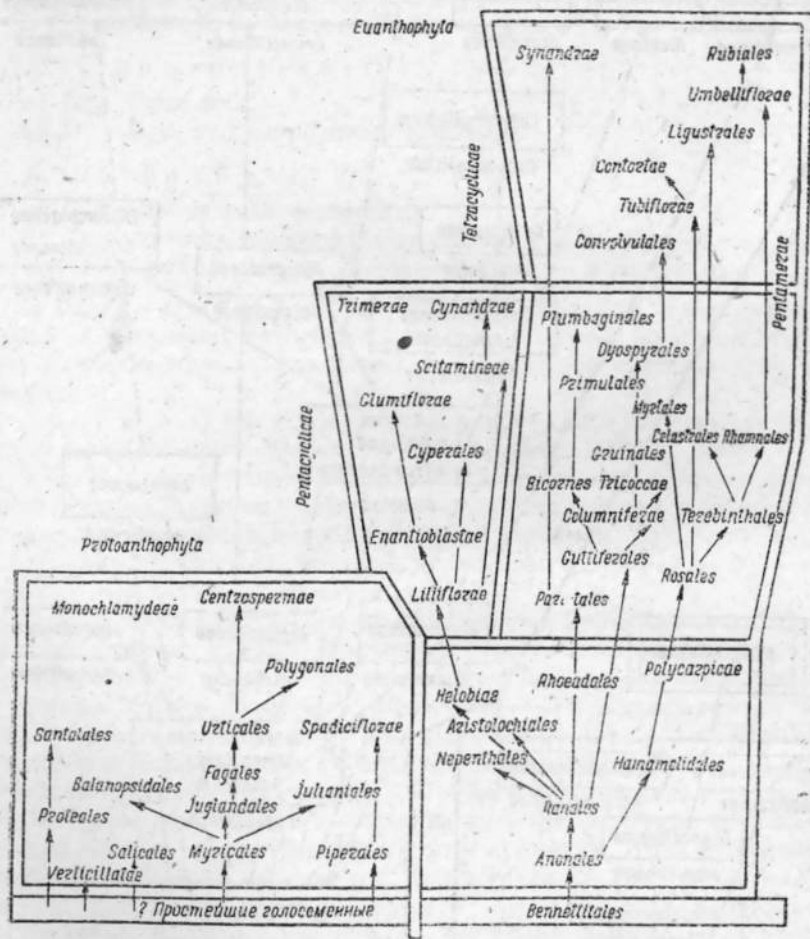 Euanthophyta
Synandrae
Rubiales
Umbelliflorae
Ligustrales
Contortae
Tubiflorae
Convolvulales
Tetracyclicae
Pentamerae
Trimerae
Cynandrae
Plumbaginales
Dyospyrales
Scitamineae
Primulales
Glumiflorae
Myrtales
Pentacyclicae
Celastrales Rhamnales
Cyperales
Gruinales
Bicornes Tricoccae
Columniferae
Terebinthales
Enantioblastae
Guttiferales
Rosales
Protoanthophyta
Liliiflorae
Parietales
Centrospermae
Monochlamydeae
Polygonales
Polycarpicae
Helobiae
Rhoeadales
Urticales
Spadiciflorae
Aristolochiales
Santalales
Nepenthales
Hamamelidales
Fagales
Balanopsidales
Julianiales
Juglandales
Ranales
Proteales
Salicales
Myricales
Piperales
Anonales
Verticillatae
? Простейшие голосеменные
Bennettitales